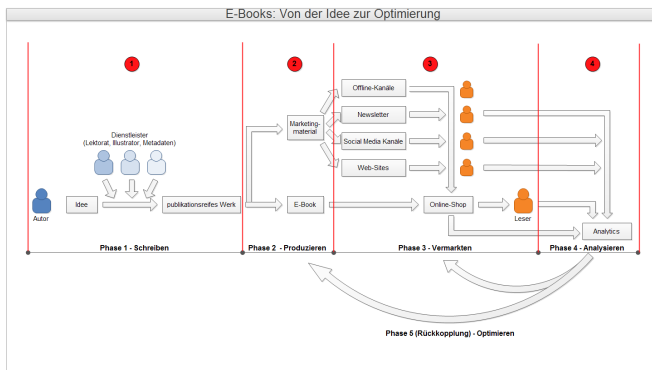 E-Books: Von der Idee zur Optimierung
1
2
3
4
Offline-Kanäle
Marketing-
material
Newsletter
Dienstleister
(Lektorat, Illustrator, Metadaten)
Social Media Kanäle
Web-Sites
Autor
Idee
publikationsreifes Werk
E-Book
Online-Shop
Leser
Analytics
Phase 1 - Schreiben
Phase 2 - Produzieren
Phase 3 - Vermarkten
Phase 4 - Analysieren
Phase 5 (Rückkopplung) - Optimieren